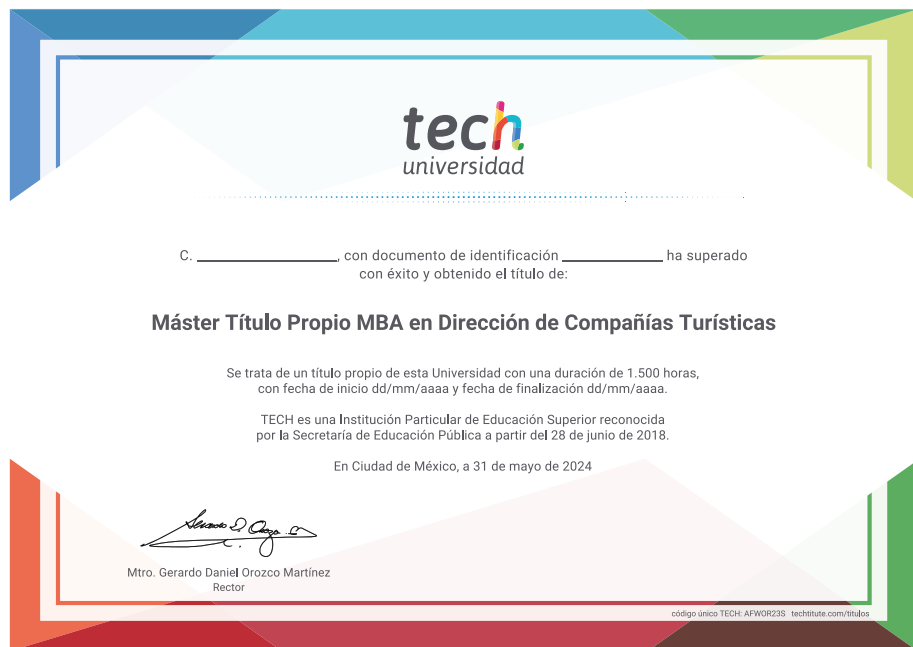 tech
universidad
C. ____________________, con documento de identificación ______________ ha superado
con éxito y obtenido el título de:
Máster Título Propio MBA en Dirección de Compañías Turísticas
Se trata de un título propio de esta Universidad con una duración de 1.500 horas,
con fecha de inicio dd/mm/aaaa y fecha de finalización dd/mm/aaaa.
TECH es una Institución Particular de Educación Superior reconocida
por la Secretaría de Educación Pública a partir del 28 de junio de 2018.
En Ciudad de México, a 31 de mayo de 2024
Mtro. Gerardo Daniel Orozco Martínez
Rector
código único TECH: AFWOR23S techtitute.com/titulos